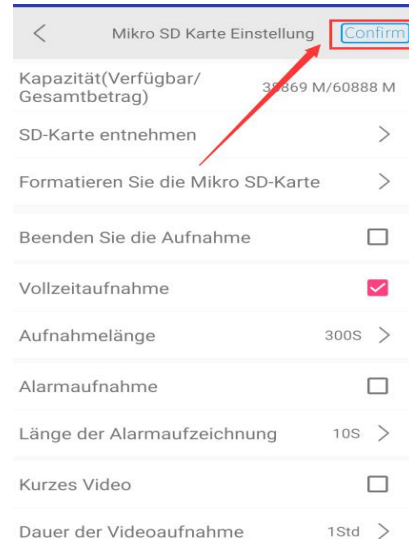 Mikro SD Karte Einstellung Confirm
Kapazität(Verfügbar/
Gesamtbetrag) 38869 M/60888 M
SD-Karte entnehmen
Formatieren Sie die Mikro SD-Karte
Beenden Sie die Aufnahme
Vollzeitaufnahme
Aufnahmelänge 300S
Alarmaufnahme
Länge der Alarmaufzeichnung 10S
Kurzes Video
Dauer der Videoaufnahme 1Std